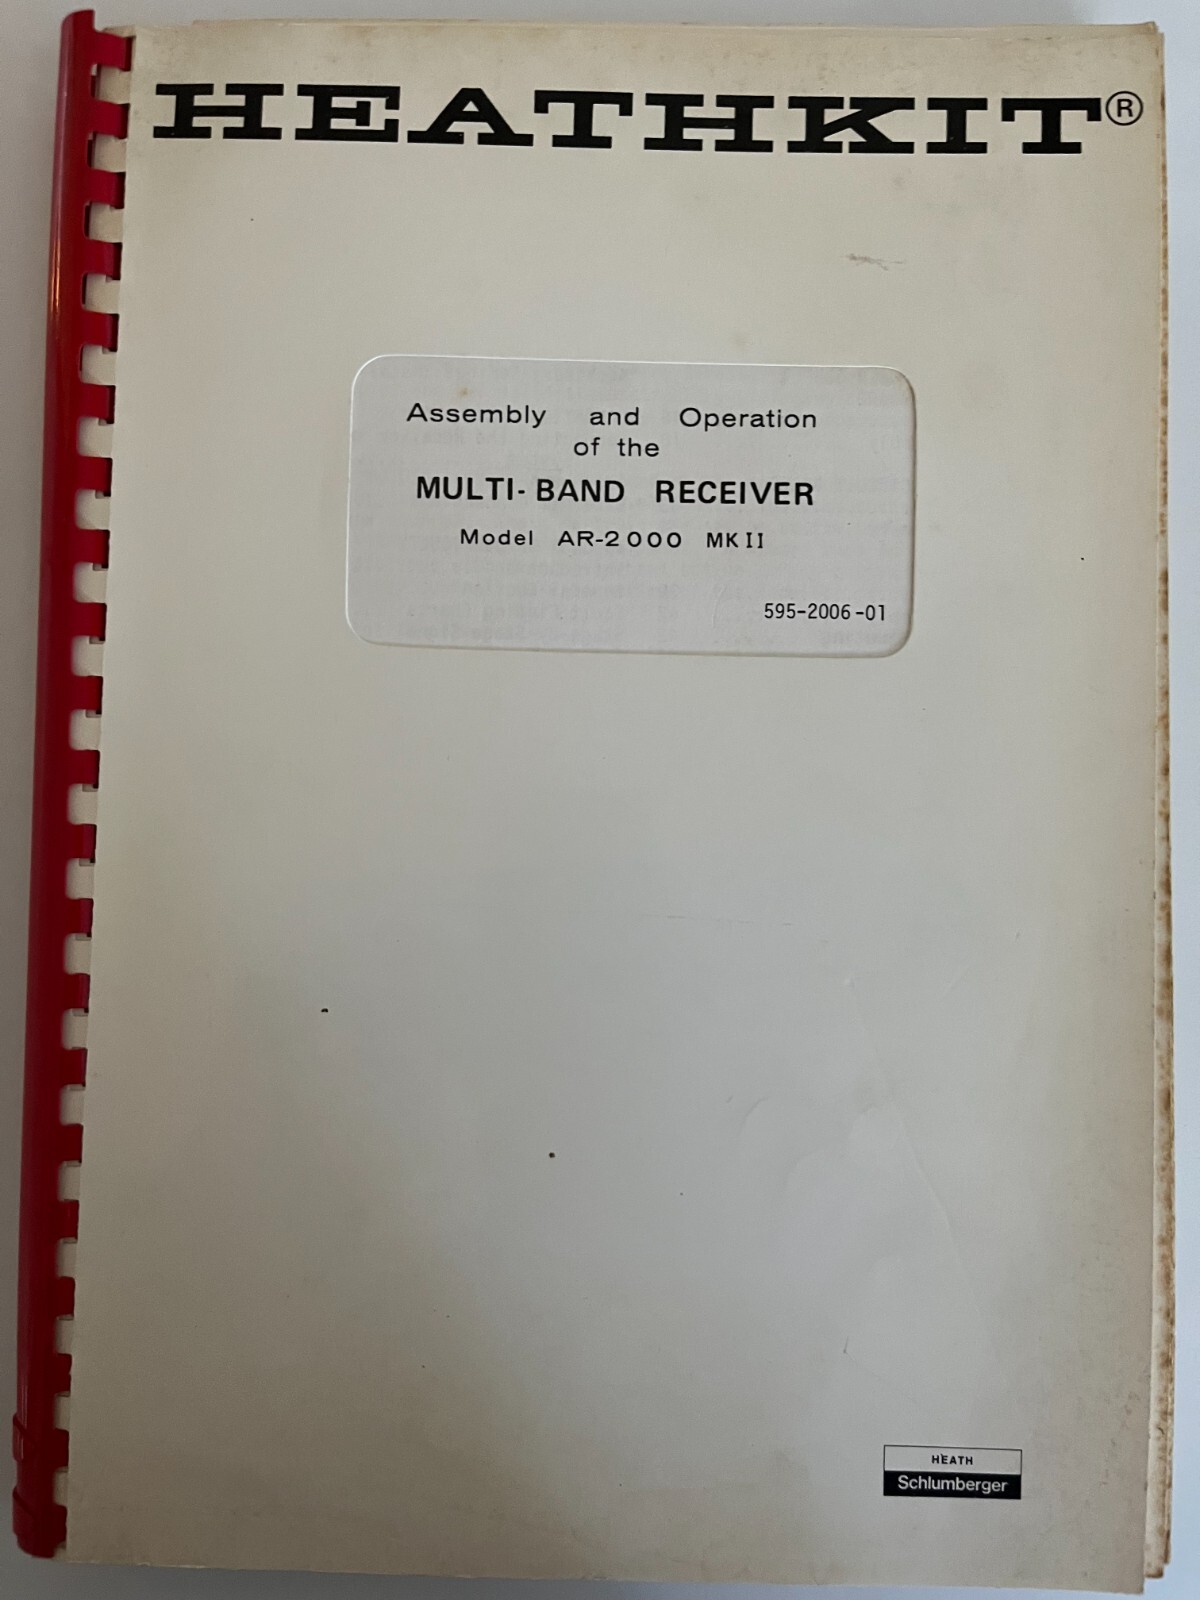 HEATHKIT®
Assembly and Operation
of the
MULTI-BAND RECEIVER
Model AR-2000 MKII
595-2006-01
HEATH
Schlumberger